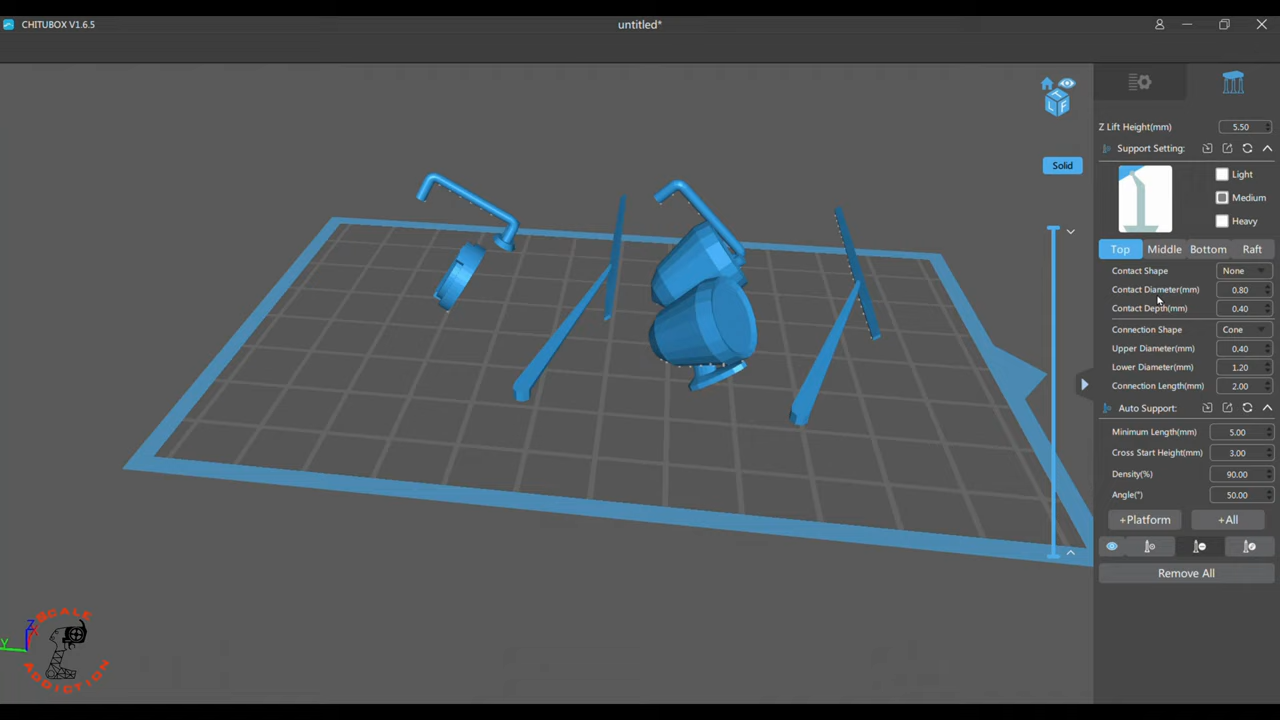 CHITUBOX V1.6.5
untitled*
Z Lift Height(mm) 5.50
Support Setting:
Light
Medium
Heavy
Solid
Top Middle Bottom Raft
Contact Shape None
Contact Diameter(mm) 0.80
Contact Depth(mm) 0.40
Connection Shape Cone
Upper Diameter(mm) 0.40
Lower Diameter(mm) 1.20
Connection Length(mm) 2.00
Auto Support:
Minimum Length(mm) 5.00
Cross Start Height(mm) 3.00
Density(%) 90.00
Angle(°) 50.00
+Platform +All
Remove All
T
L F
Z
Y
SCALE
ADDICTION